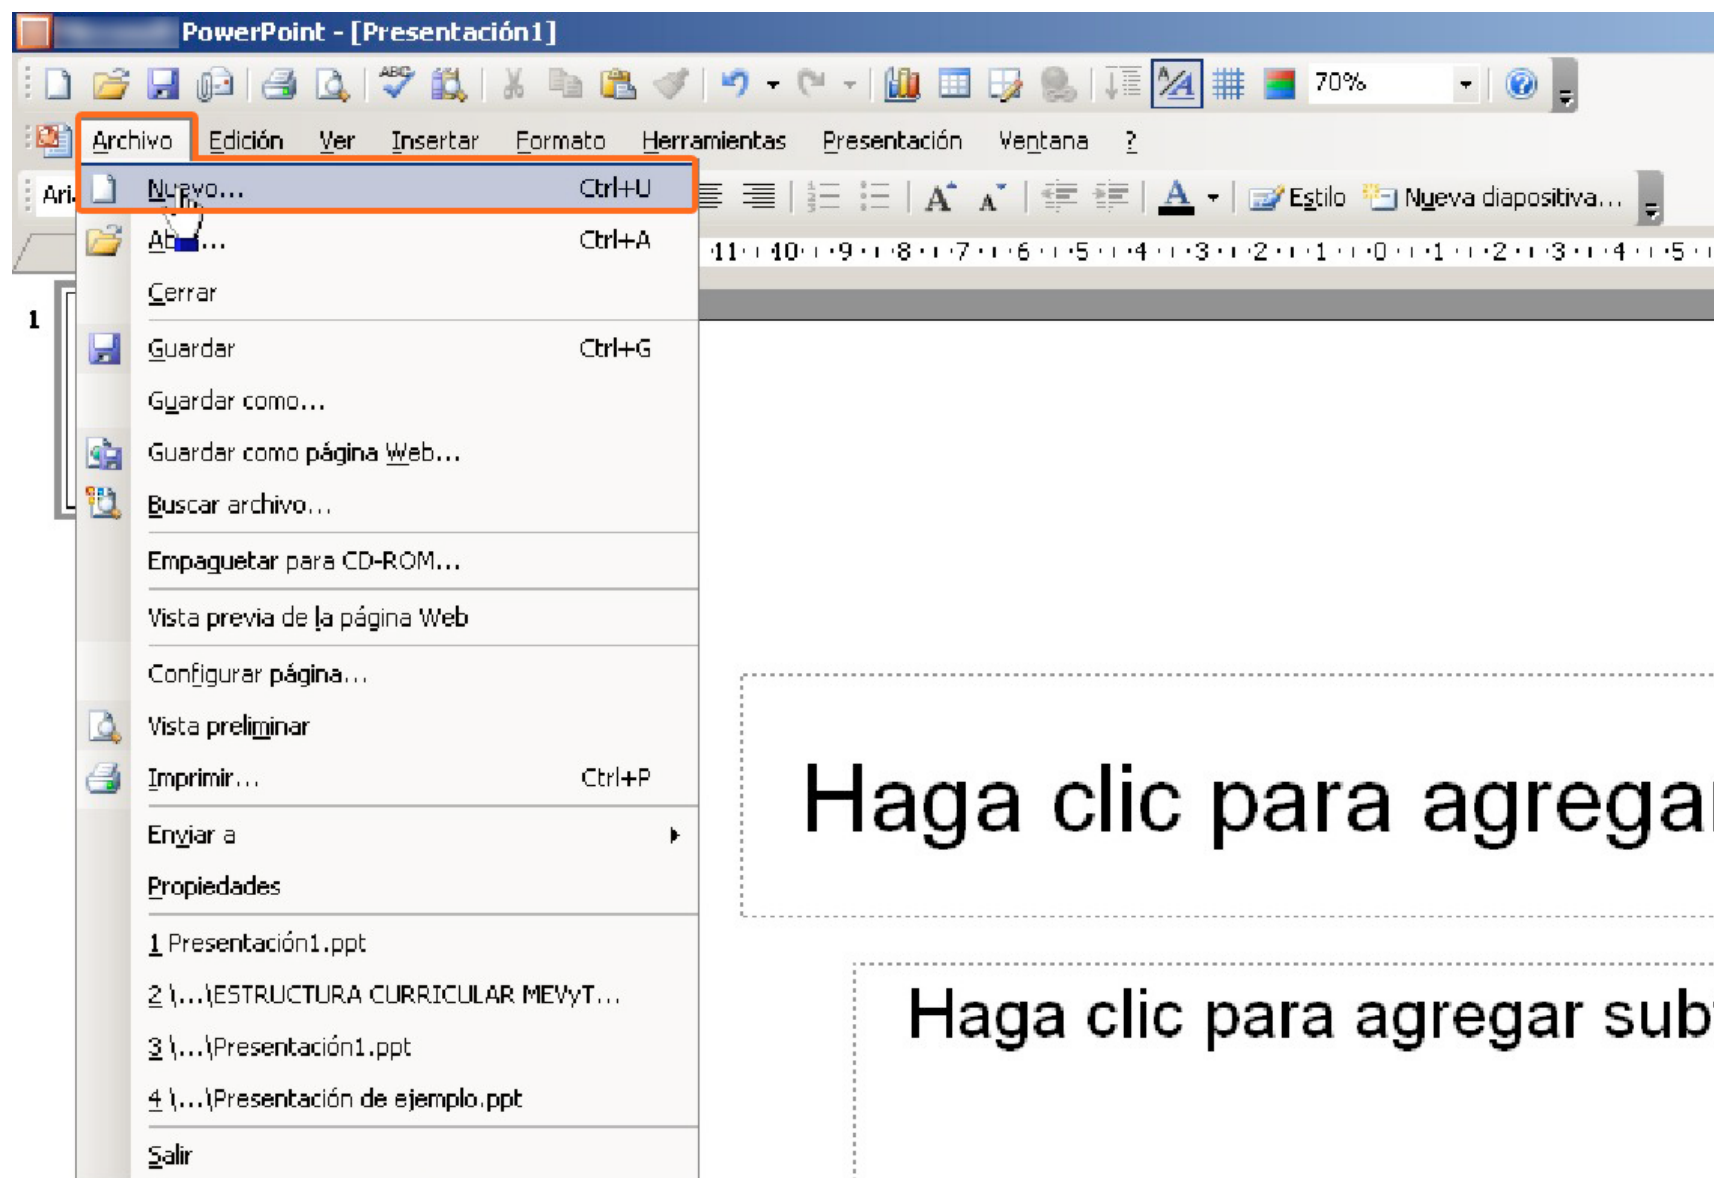 PowerPoint - [Presentación1]
70%
Archivo Edición Ver Insertar Formato Herramientas Presentación Ventana ?
Nuevo... Ctrl+U
Estilo Nueva diapositiva...
Ctrl+A
11 10 9 8 7 6 5 4 3 2 1 0 1 2 3 4 5
Cerrar
1
Guardar Ctrl+G
Guardar como...
Guardar como página Web...
Buscar archivo...
Empaquetar para CD-ROM...
Vista previa de la página Web
Configurar página...
Vista preliminar
Imprimir... Ctrl+P
Enviar a
Propiedades
1 Presentación1.ppt
2 \...\ESTRUCTURA CURRICULAR MEVyT...
3 \...\Presentación1.ppt
4 \...\Presentación de ejemplo.ppt
Salir
Haga clic para agregar
Haga clic para agregar sub